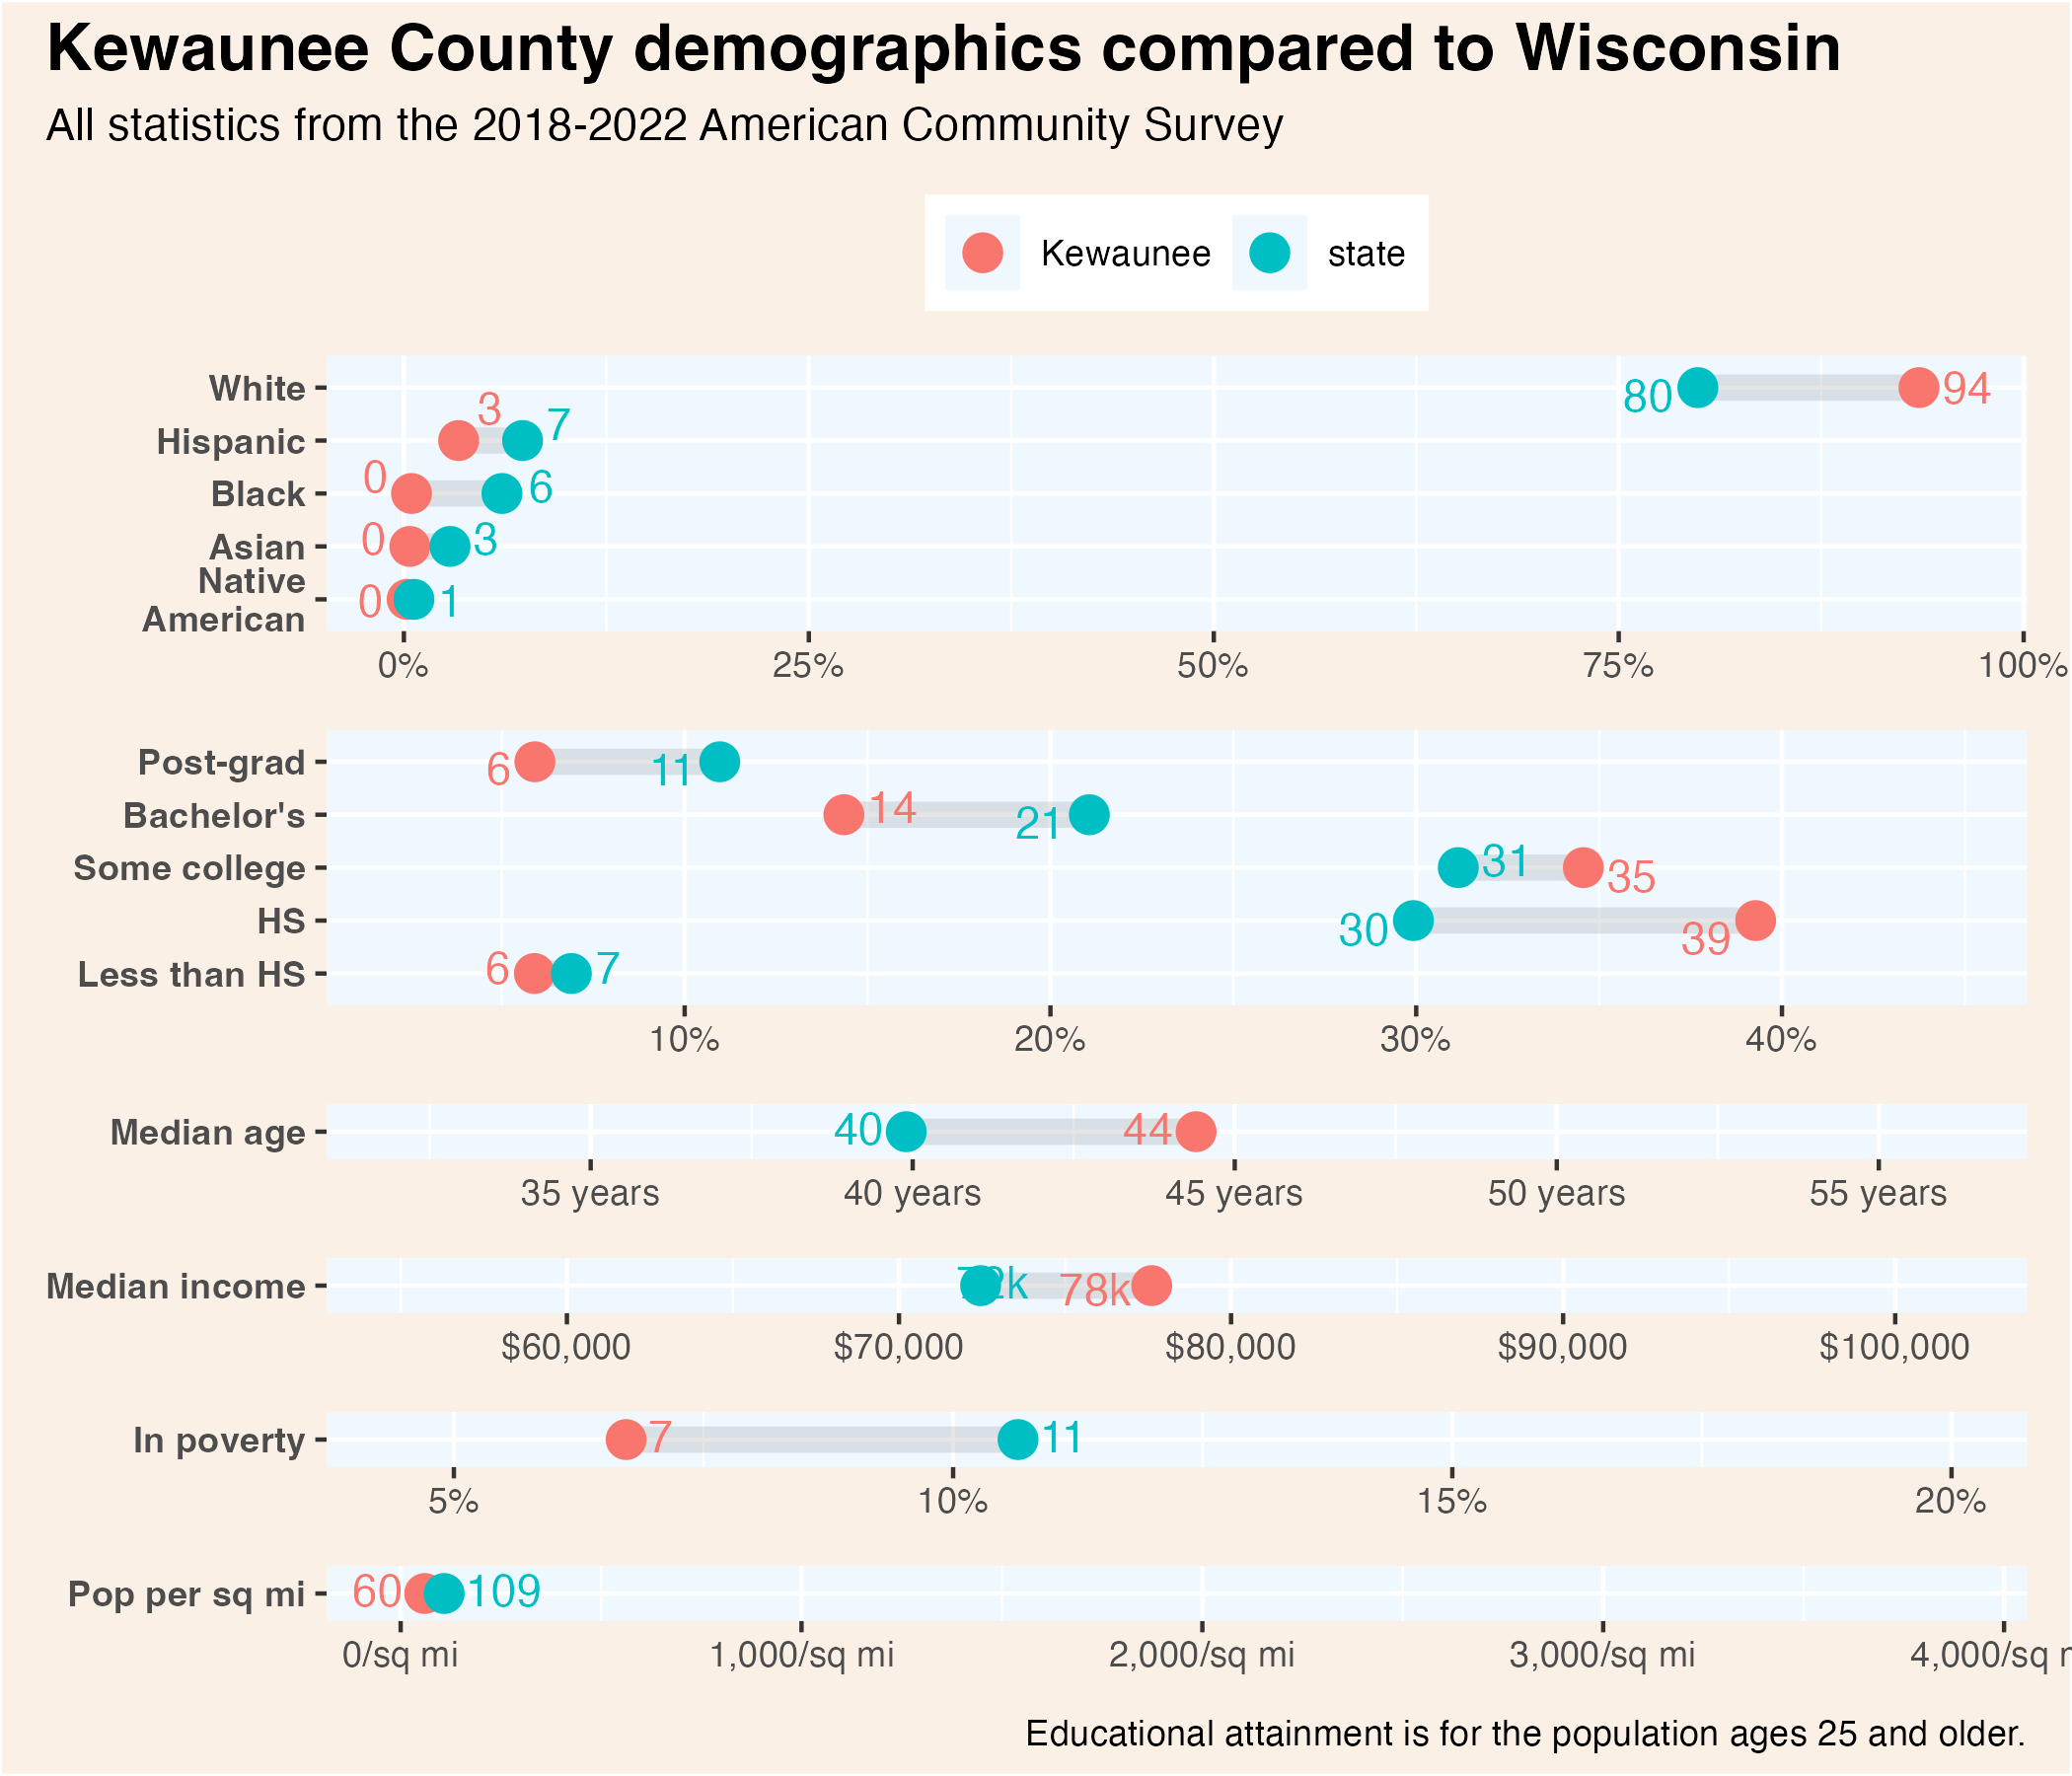 Kewaunee County demographics compared to Wisconsin
All statistics from the 2018-2022 American Community Survey
Kewaunee state
White 80 94
Hispanic 3 7
Black 0 6
Asian 0 3
Native
American 0 1
0% 25% 50% 75% 100%
Post-grad 6 11
Bachelor's 14 21
Some college 31 35
HS 30 39
Less than HS 6 7
10% 20% 30% 40%
Median age 40 44
35 years 40 years 45 years 50 years 55 years
Median income 72k 78k
$60,000 $70,000 $80,000 $90,000 $100,000
In poverty 7 11
5% 10% 15% 20%
Pop per sq mi 60 109
0/sq mi 1,000/sq mi 2,000/sq mi 3,000/sq mi 4,000/sq m
Educational attainment is for the population ages 25 and older.